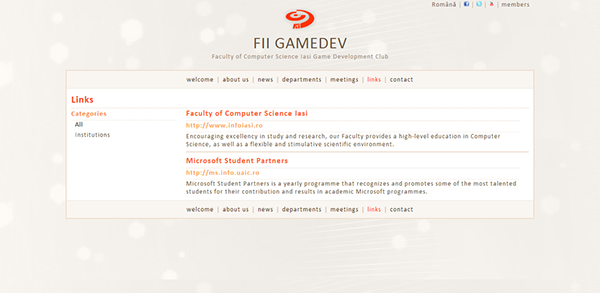 Română | | | | members
FII GAMEDEV
Faculty of Computer Science Iasi Game Development Club
welcome | about us | news | departments | meetings | links | contact
Links
Categories
All
Institutions
Faculty of Computer Science Iasi
http://www.infoiasi.ro
Encouraging excellency in study and research, our Faculty provides a high-level education in Computer
Science, as well as a flexible and stimulative scientific environment.
Microsoft Student Partners
http://ms.info.uaic.ro
Microsoft Student Partners is a yearly programme that recognizes and promotes some of the most talented
students for their contribution and results in academic Microsoft programmes.
welcome | about us | news | departments | meetings | links | contact